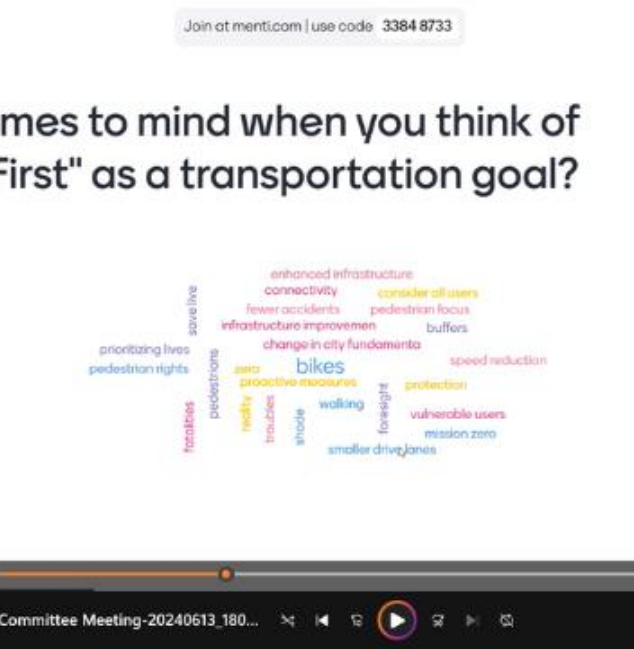 Join at menti.com | use code 3384 8733
mes to mind when you think of
First" as a transportation goal?
enhanced infrastructure
connectivity
consider all users
save live
fewer accidents
pedestrian focus
infrastructure improvemen
buffers
change in city fundamenta
prioritizing lives
speed reduction
pedestrian rights
pedestrians
zero
bikes
proactive measures
protection
fatalities
reality
troubles
shade
walking
foresight
vulnerable users
mission zero
smaller drive lanes
Committee Meeting-20240613_180...